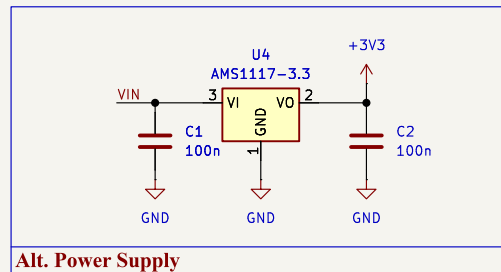 +3V3
U4
AMS1117-3.3
VIN
3
VI
VO
2
GND
1
C1
100n
C2
100n
GND
GND
GND
Alt. Power Supply